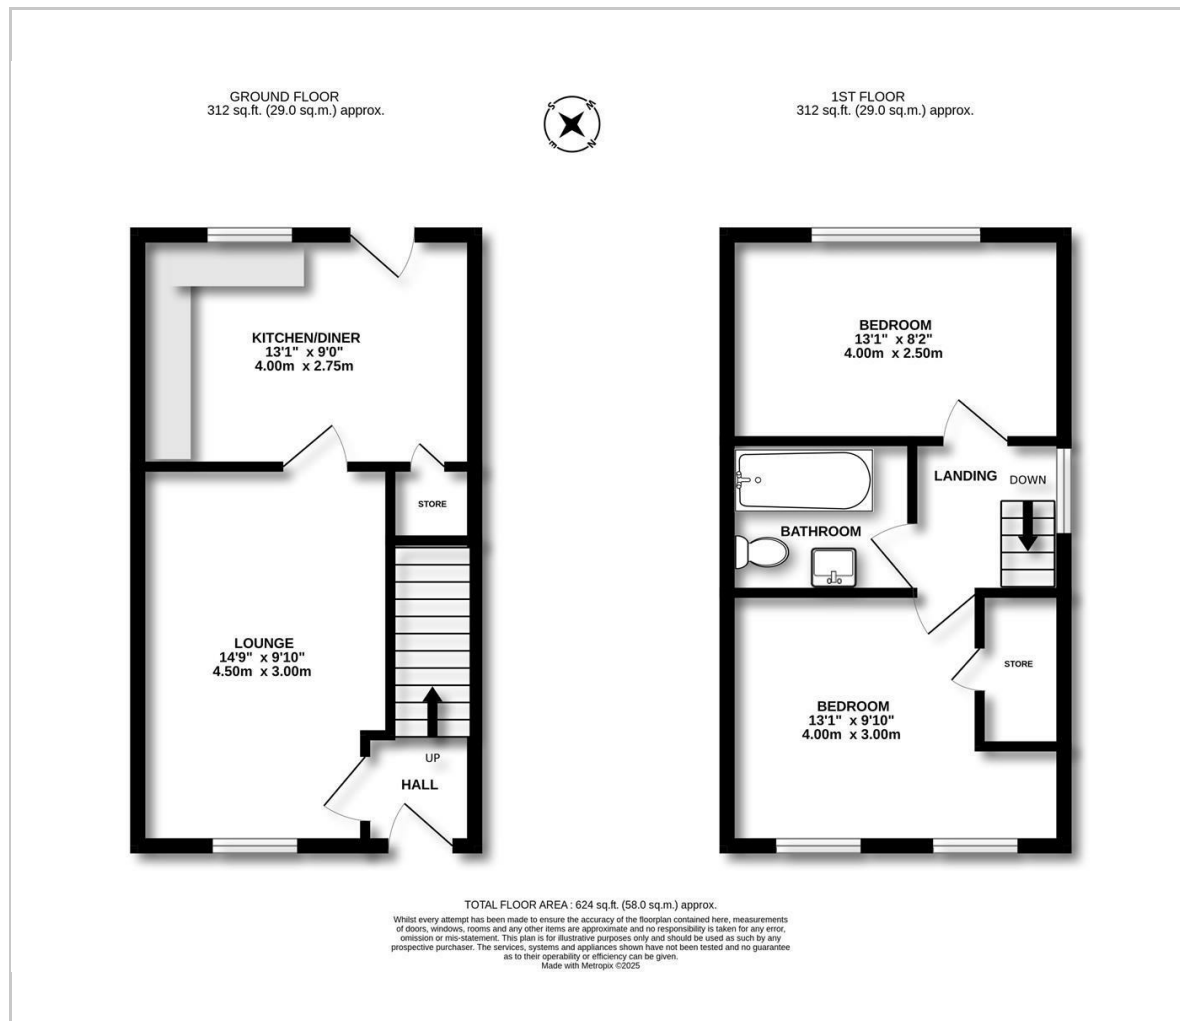 GROUND FLOOR
312 sq.ft. (29.0 sq.m.) approx.
1ST FLOOR
312 sq.ft. (29.0 sq.m.) approx.
S
W
E
N
KITCHEN/DINER
13'1" x 9'0"
4.00m x 2.75m
STORE
LOUNGE
14'9" x 9'10"
4.50m x 3.00m
UP
HALL
BEDROOM
13'1" x 8'2"
4.00m x 2.50m
LANDING
DOWN
BATHROOM
STORE
BEDROOM
13'1" x 9'10"
4.00m x 3.00m
TOTAL FLOOR AREA : 624 sq.ft. (58.0 sq.m.) approx.
Whilst every attempt has been made to ensure the accuracy of the floorplan contained here, measurements
of doors, windows, rooms and any other items are approximate and no responsibility is taken for any error,
omission or mis-statement. This plan is for illustrative purposes only and should be used as such by any
prospective purchaser. The services, systems and appliances shown have not been tested and no guarantee
as to their operability or efficiency can be given.
Made with Metropix ©2025